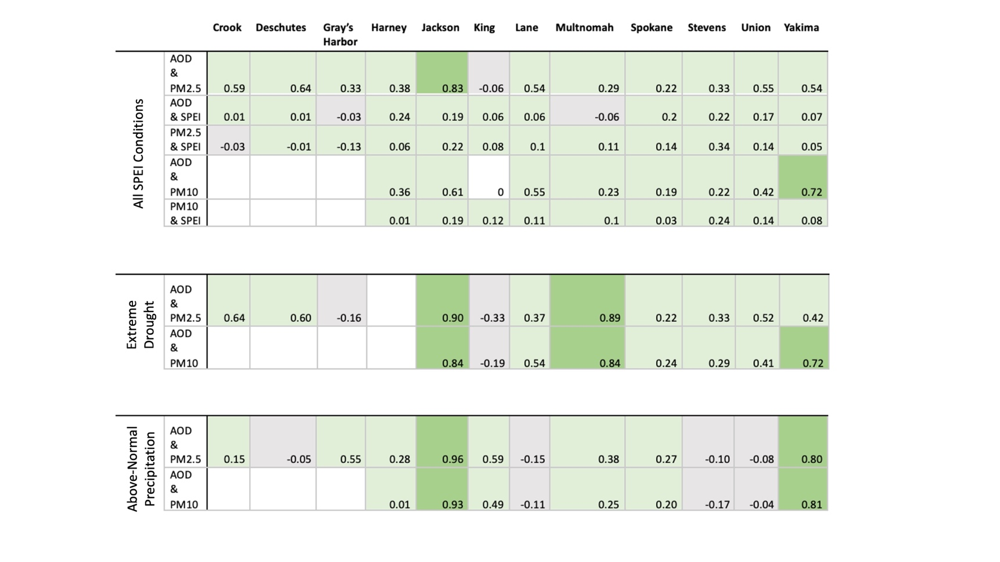 Crook Deschutes Gray’s Harney Jackson King Lane Multnomah Spokane Stevens Union Yakima
Harbor
All SPEI Conditions
AOD
&
PM2.5 0.59 0.64 0.33 0.38 0.83 -0.06 0.54 0.29 0.22 0.33 0.55 0.54
AOD
& SPEI 0.01 0.01 -0.03 0.24 0.19 0.06 0.06 -0.06 0.2 0.22 0.17 0.07
PM2.5
& SPEI -0.03 -0.01 -0.13 0.06 0.22 0.08 0.1 0.11 0.14 0.34 0.14 0.05
AOD
&
PM10 0.36 0.61 0 0.55 0.23 0.19 0.22 0.42 0.72
PM10
& SPEI 0.01 0.19 0.12 0.11 0.1 0.03 0.24 0.14 0.08
Extreme
Drought
AOD
&
PM2.5 0.64 0.60 -0.16 0.90 -0.33 0.37 0.89 0.22 0.33 0.52 0.42
AOD
&
PM10 0.84 -0.19 0.54 0.84 0.24 0.29 0.41 0.72
Above-Normal
Precipitation
AOD
&
PM2.5 0.15 -0.05 0.55 0.28 0.96 0.59 -0.15 0.38 0.27 -0.10 -0.08 0.80
AOD
&
PM10 0.01 0.93 0.49 -0.11 0.25 0.20 -0.17 -0.04 0.81